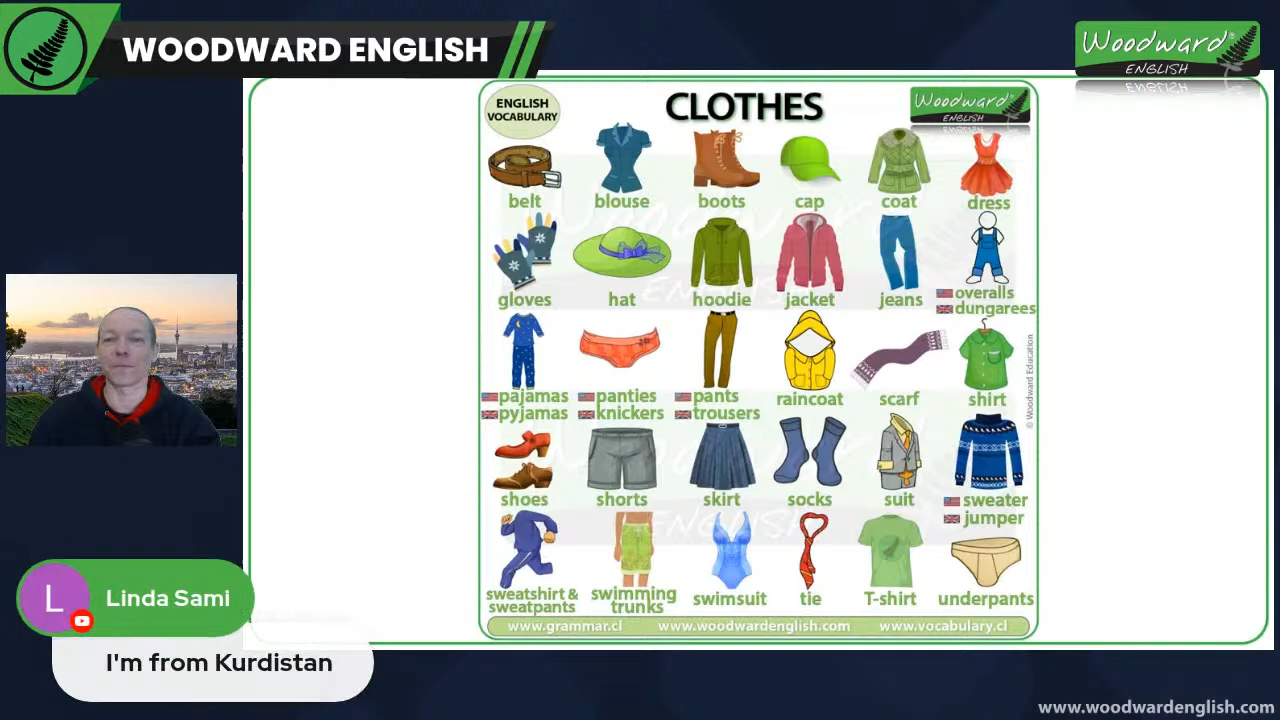 WOODWARD ENGLISH
Woodward®
ENGLISH
ENGLISH
VOCABULARY
CLOTHES
Woodward®
ENGLISH
belt
blouse
boots
cap
coat
dress
gloves
hat
hoodie
jacket
jeans
overalls
dungarees
pajamas
pyjamas
panties
knickers
pants
trousers
raincoat
scarf
shirt
© Woodward Education
shoes
shorts
skirt
socks
suit
sweater
jumper
sweatshirt &
sweatpants
swimming
trunks
swimsuit
tie
T-shirt
underpants
www.grammar.cl
www.woodwardenglish.com
www.vocabulary.cl
L
Linda Sami
I'm from Kurdistan
www.woodwardenglish.com